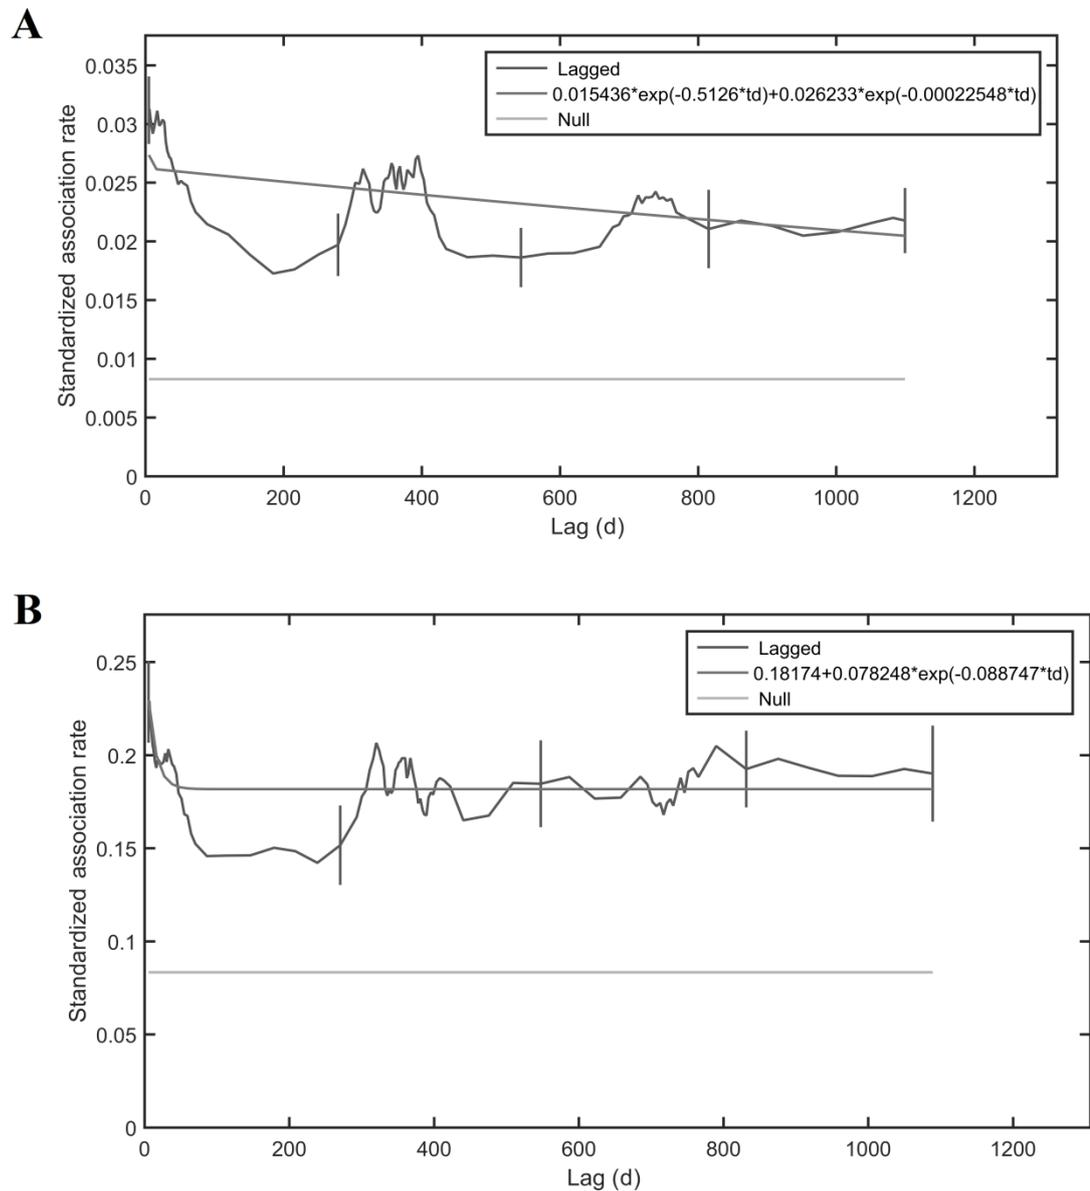 A
Standardized association rate
0.035
0.03
0.025
0.02
0.015
0.01
0.005
0
Lagged
0.015436*exp(-0.5126*td)+0.026233*exp(-0.00022548*td)
Null
0 200 400 600 800 1000 1200
Lag (d)
B
Standardized association rate
0.25
0.2
0.15
0.1
0.05
0
Lagged
0.18174+0.078248*exp(-0.088747*td)
Null
0 200 400 600 800 1000 1200
Lag (d)